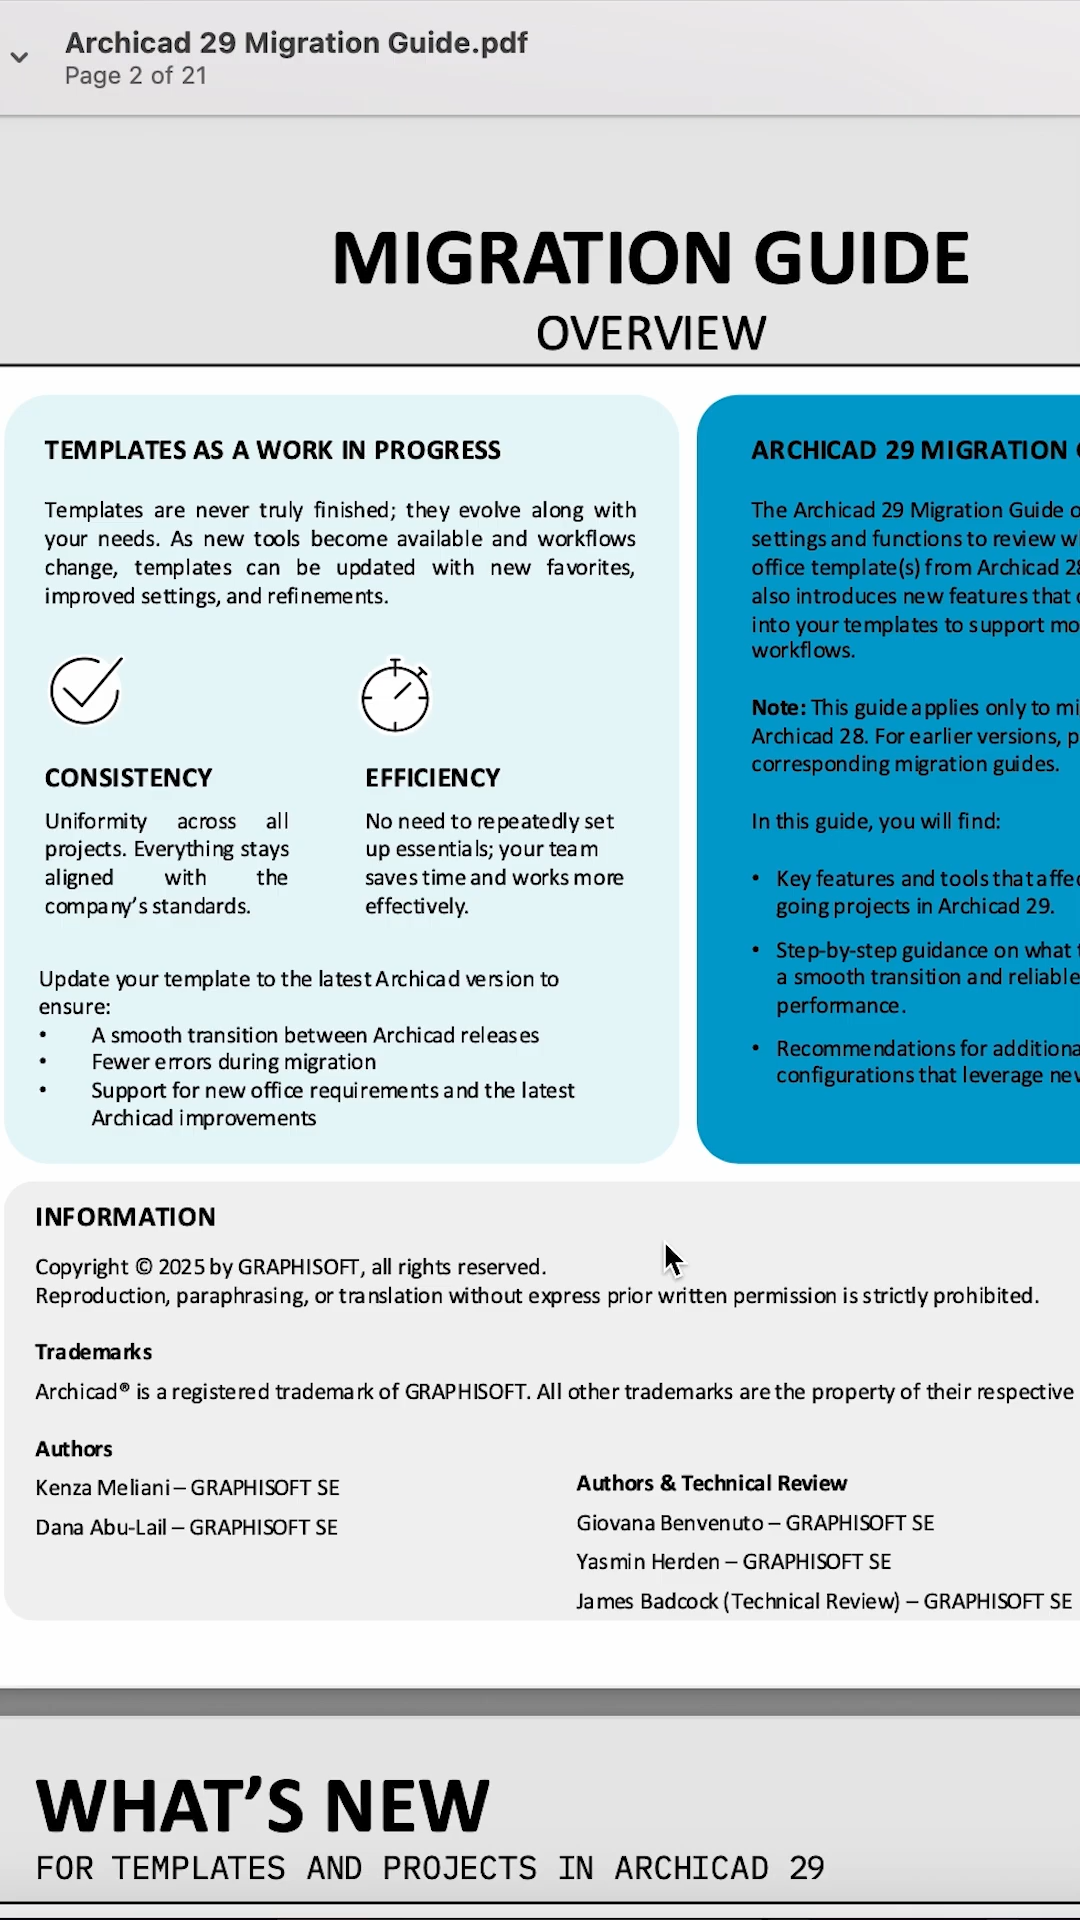 Archicad 29 Migration Guide.pdf
Page 2 of 21
MIGRATION GUIDE
OVERVIEW
TEMPLATES AS A WORK IN PROGRESS
Templates are never truly finished; they evolve along with
your needs. As new tools become available and workflows
change, templates can be updated with new favorites,
improved settings, and refinements.
CONSISTENCY
Uniformity across all
projects. Everything stays
aligned with the
company's standards.
EFFICIENCY
No need to repeatedly set
up essentials; your team
saves time and works more
effectively.
Update your template to the latest Archicad version to
ensure:
• A smooth transition between Archicad releases
• Fewer errors during migration
• Support for new office requirements and the latest
Archicad improvements
ARCHICAD 29 MIGRATION
The Archicad 29 Migration Guide
settings and functions to review
office template(s) from Archicad 28
also introduces new features that
into your templates to support
workflows.
Note: This guide applies only to
Archicad 28. For earlier versions,
corresponding migration guides.
In this guide, you will find:
• Key features and tools that
going projects in Archicad 29.
• Step-by-step guidance on what
a smooth transition and reliable
performance.
• Recommendations for
configurations that leverage
INFORMATION
Copyright © 2025 by GRAPHISOFT, all rights reserved.
Reproduction, paraphrasing, or translation without express prior written permission is strictly prohibited.
Trademarks
Archicad® is a registered trademark of GRAPHISOFT. All other trademarks are the property of their respective
Authors
Kenza Meliani – GRAPHISOFT SE
Dana Abu-Lail – GRAPHISOFT SE
Authors & Technical Review
Giovana Benvenuto – GRAPHISOFT SE
Yasmin Herden – GRAPHISOFT SE
James Badcock (Technical Review) – GRAPHISOFT SE
WHAT'S NEW
FOR TEMPLATES AND PROJECTS IN ARCHICAD 29